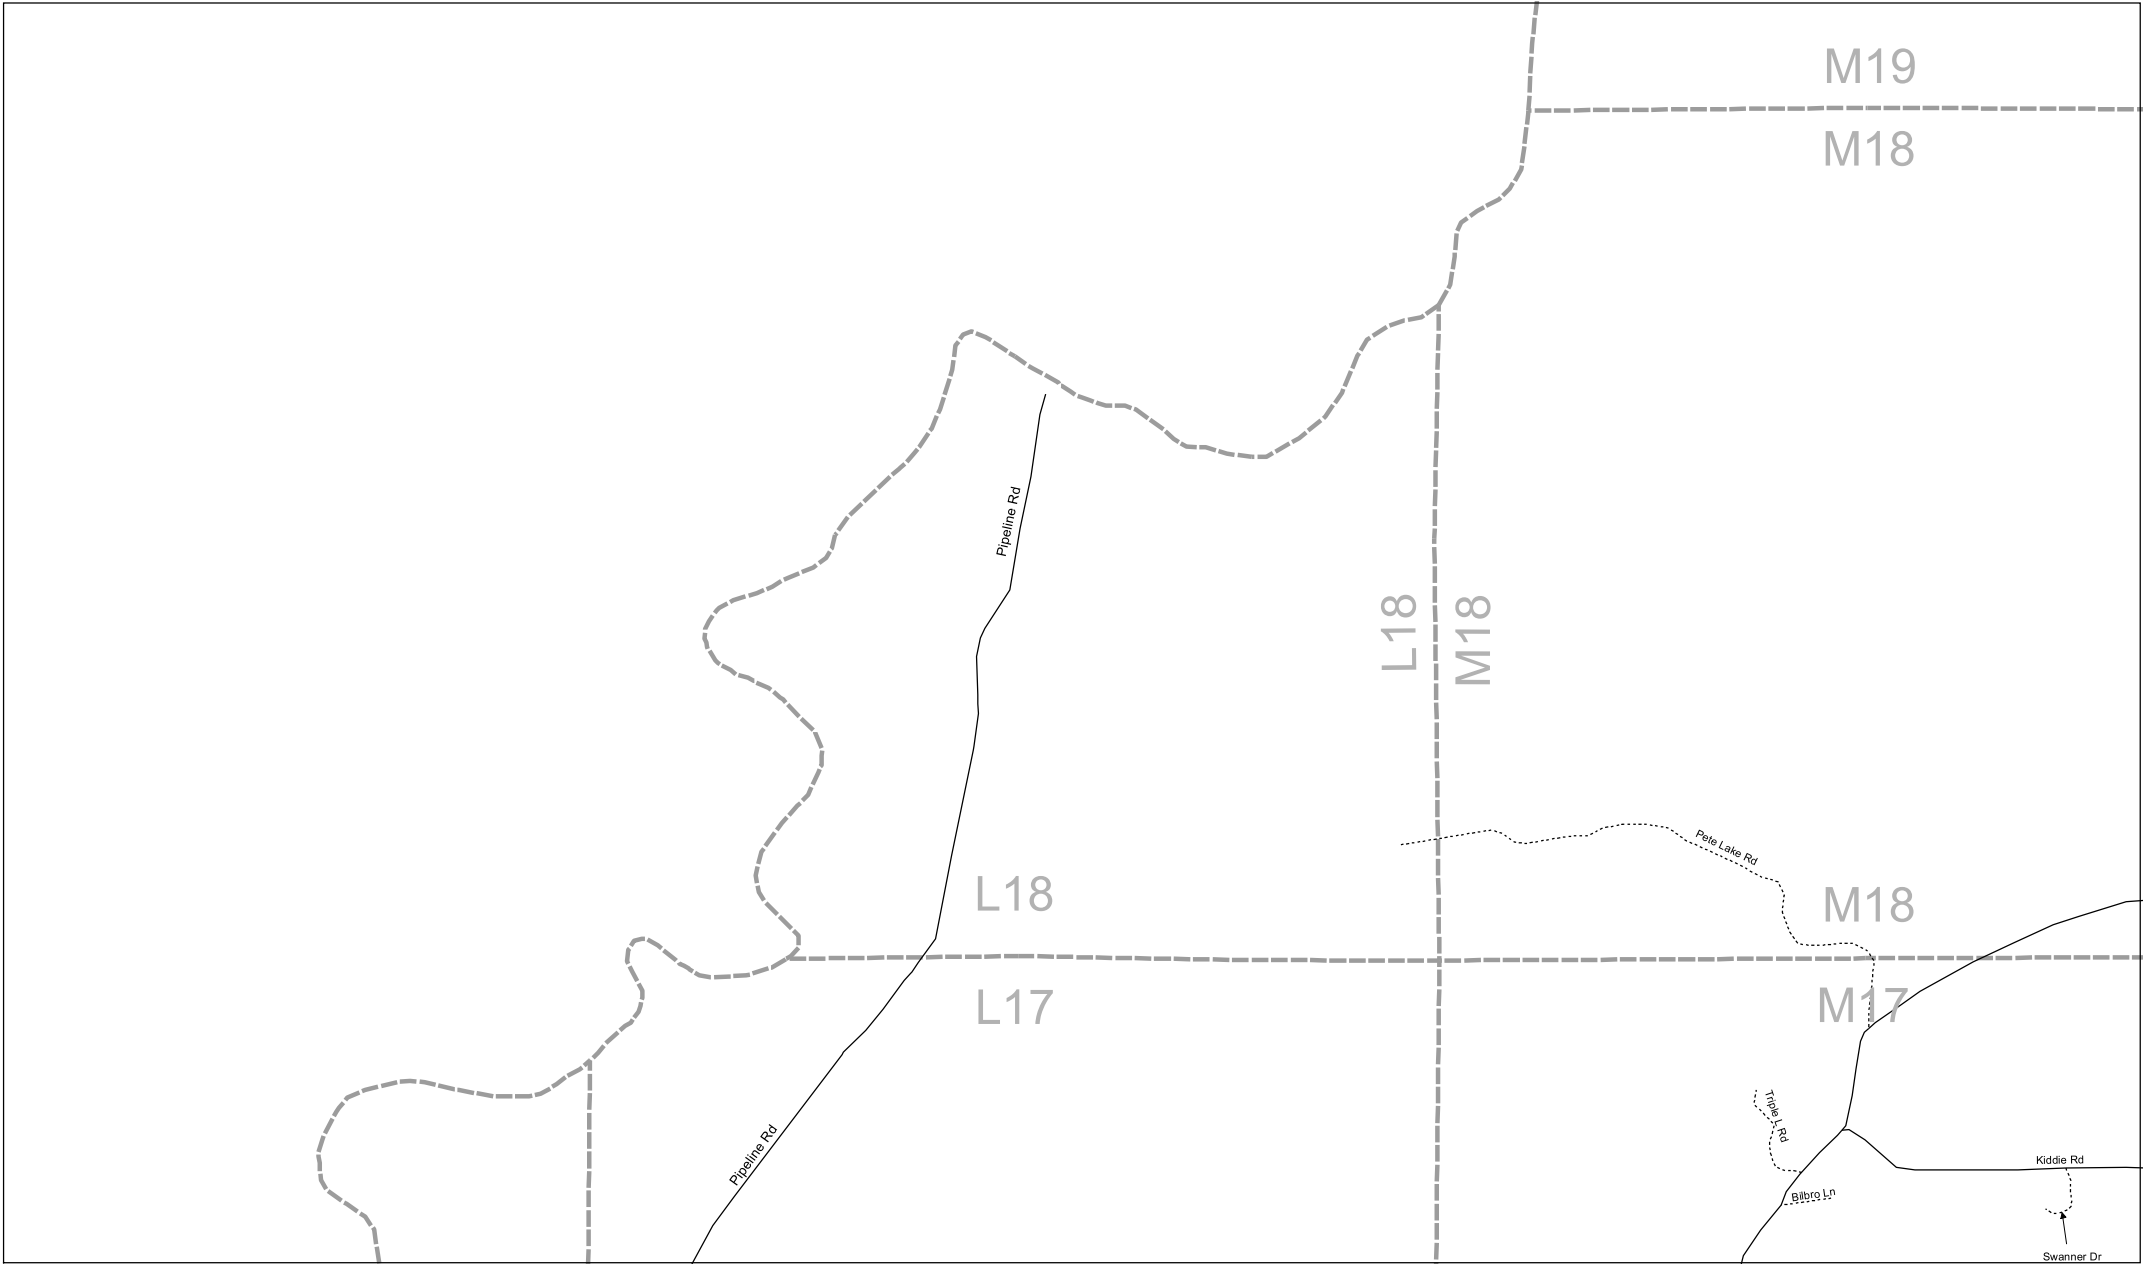 M19
M18
Pipeline Rd
L18
M18
Pete Lake Rd
L18
M18
L17
M17
Triple L Rd
Pipeline Rd
Kiddie Rd
Bilbro Ln
Swanner Dr